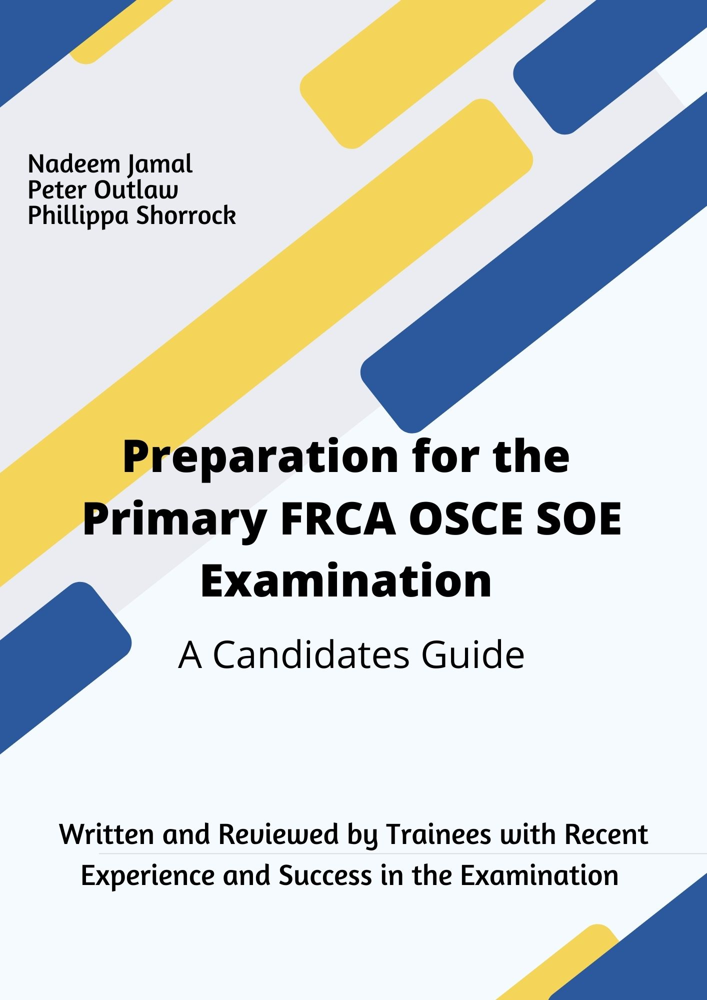 Nadeem Jamal
Peter Outlaw
Phillippa Shorrock
Preparation for the
Primary FRCA OSCE SOE
Examination
A Candidates Guide
Written and Reviewed by Trainees with Recent
Experience and Success in the Examination